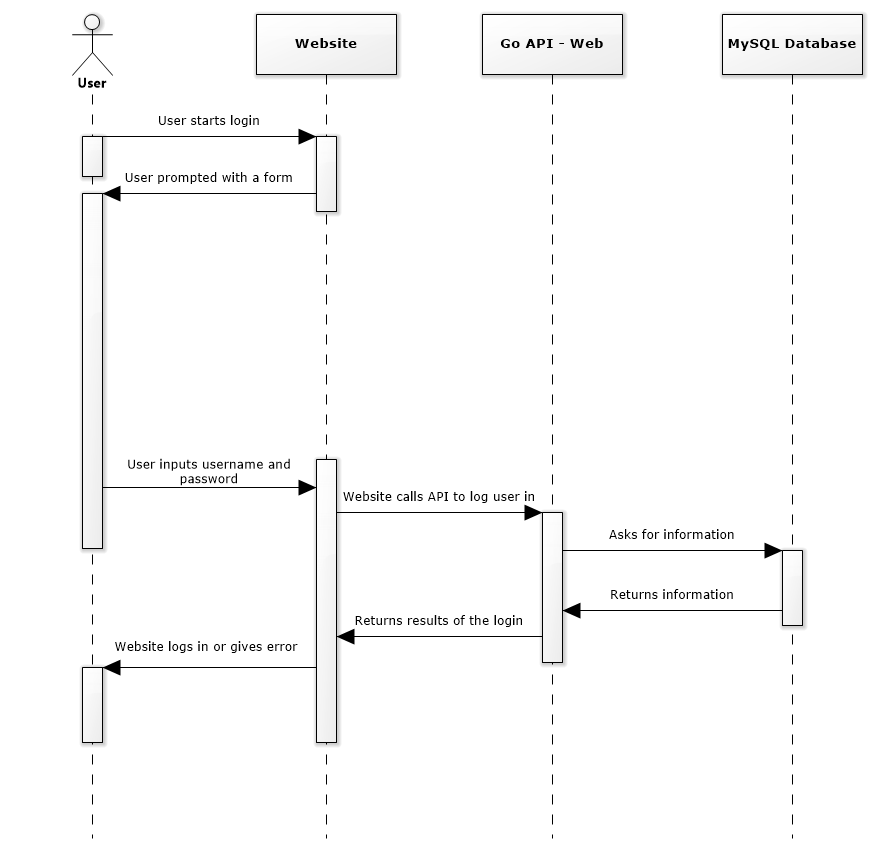 Website
Go API - Web
MySQL Database
User
User starts login
User prompted with a form
User inputs username and
password
Website calls API to log user in
Asks for information
Returns information
Returns results of the login
Website logs in or gives error